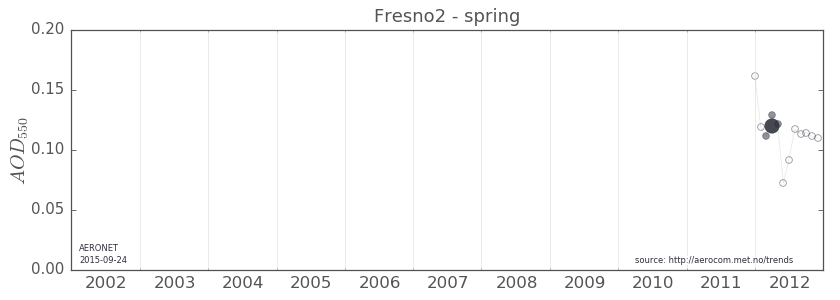 Fresno2 - spring
0.20
0.15
0.10
0.05
0.00
AOD550
AERONET
2015-09-24
source: http://aerocom.met.no/trends
2002 2003 2004 2005 2006 2007 2008 2009 2010 2011 2012